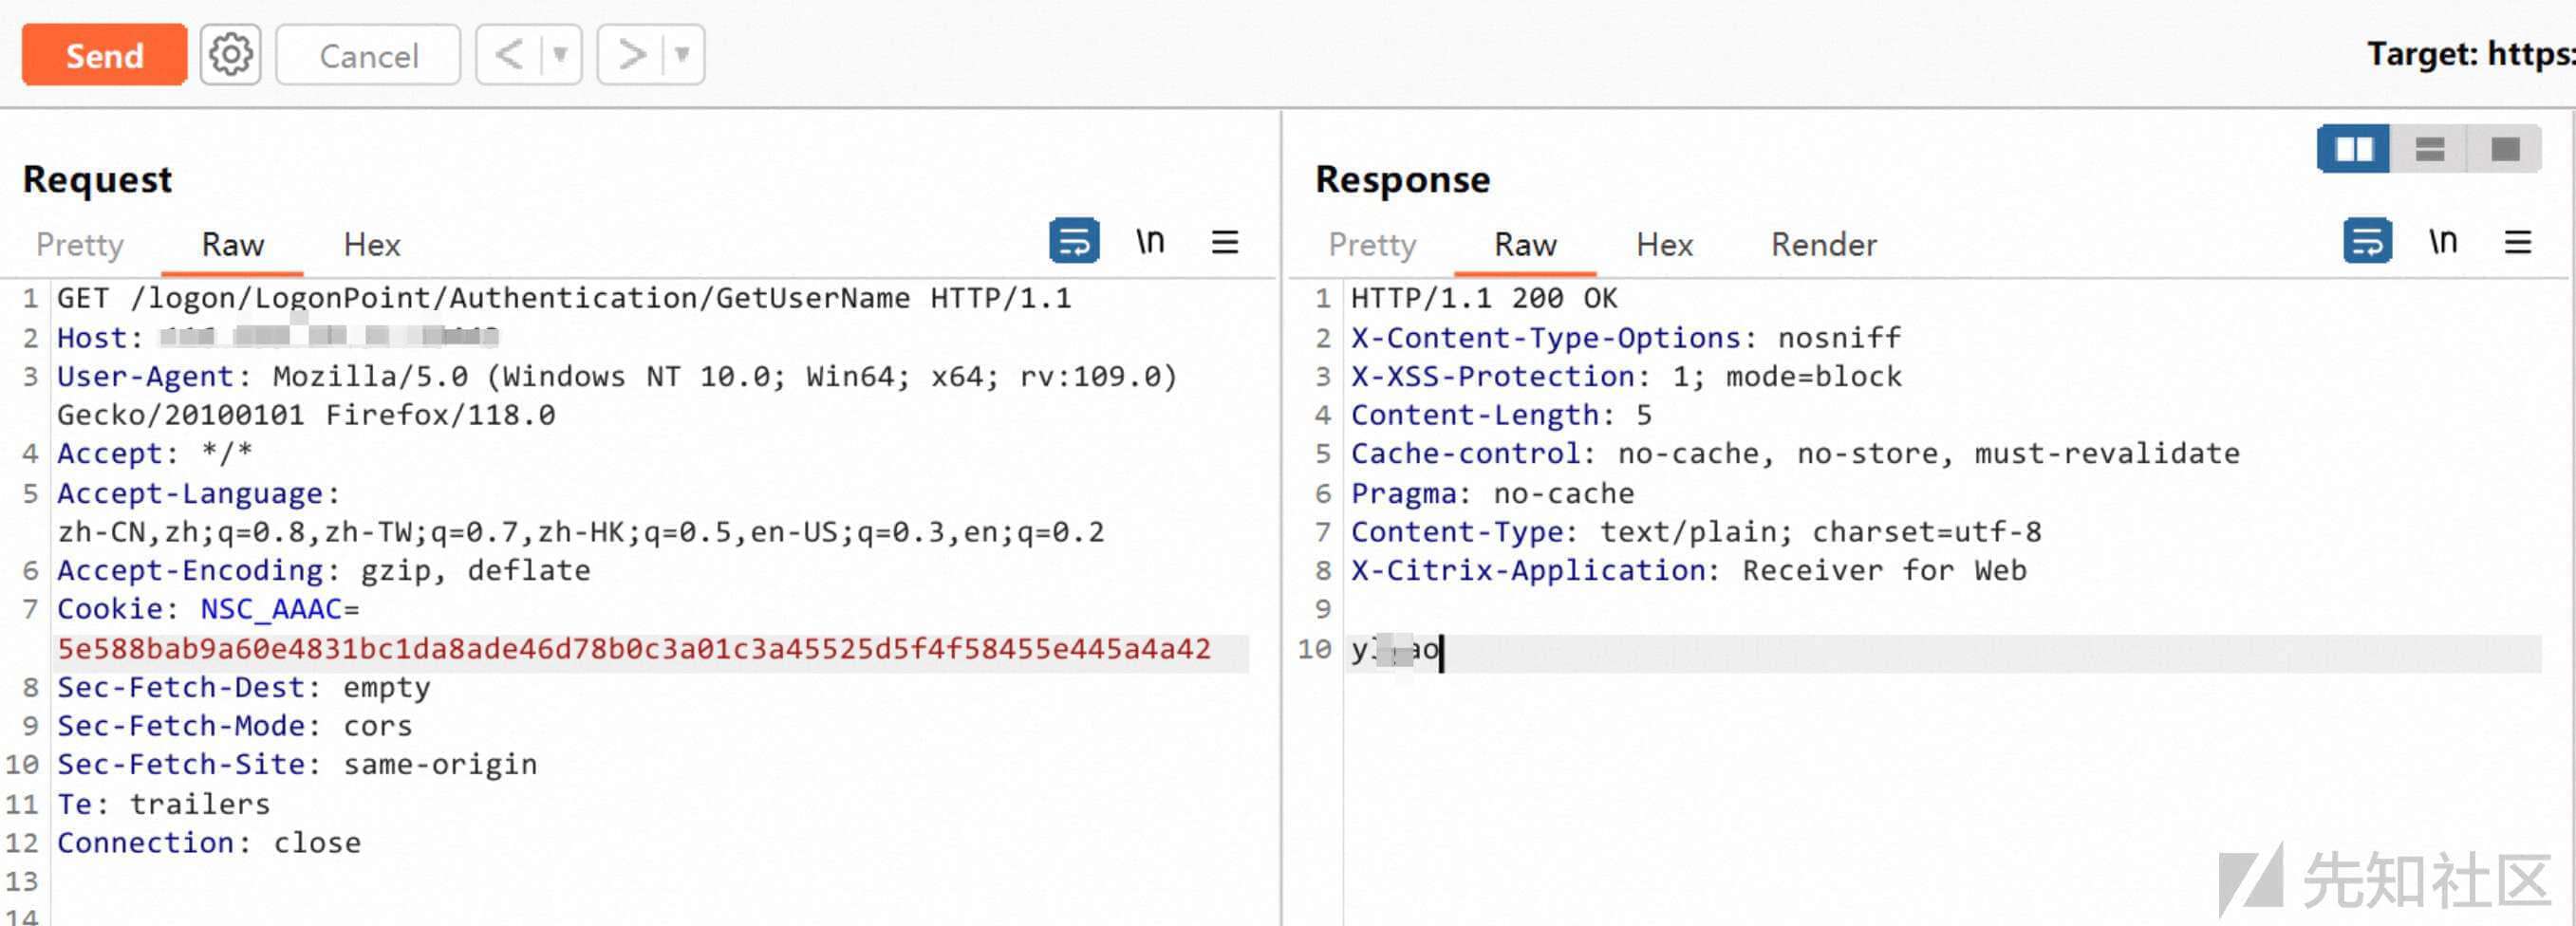 Send
Cancel
Target: https:
Request
Pretty Raw Hex
\n
1 GET /logon/LogonPoint/Authentication/GetUserName HTTP/1.1
2 Host:
3 User-Agent: Mozilla/5.0 (Windows NT 10.0; Win64; x64; rv:109.0)
Gecko/20100101 Firefox/118.0
4 Accept: */*
5 Accept-Language:
zh-CN,zh;q=0.8,zh-TW;q=0.7,zh-HK;q=0.5,en-US;q=0.3,en;q=0.2
6 Accept-Encoding: gzip, deflate
7 Cookie: NSC_AAAC=
5e588bab9a60e4831bc1da8ade46d78b0c3a01c3a45525d5f4f58455e445a4a42
8 Sec-Fetch-Dest: empty
9 Sec-Fetch-Mode: cors
10 Sec-Fetch-Site: same-origin
11 Te: trailers
12 Connection: close
13
14
Response
Pretty Raw Hex Render
\n
1 HTTP/1.1 200 OK
2 X-Content-Type-Options: nosniff
3 X-XSS-Protection: 1; mode=block
4 Content-Length: 5
5 Cache-control: no-cache, no-store, must-revalidate
6 Pragma: no-cache
7 Content-Type: text/plain; charset=utf-8
8 X-Citrix-Application: Receiver for Web
9
10
先知社区